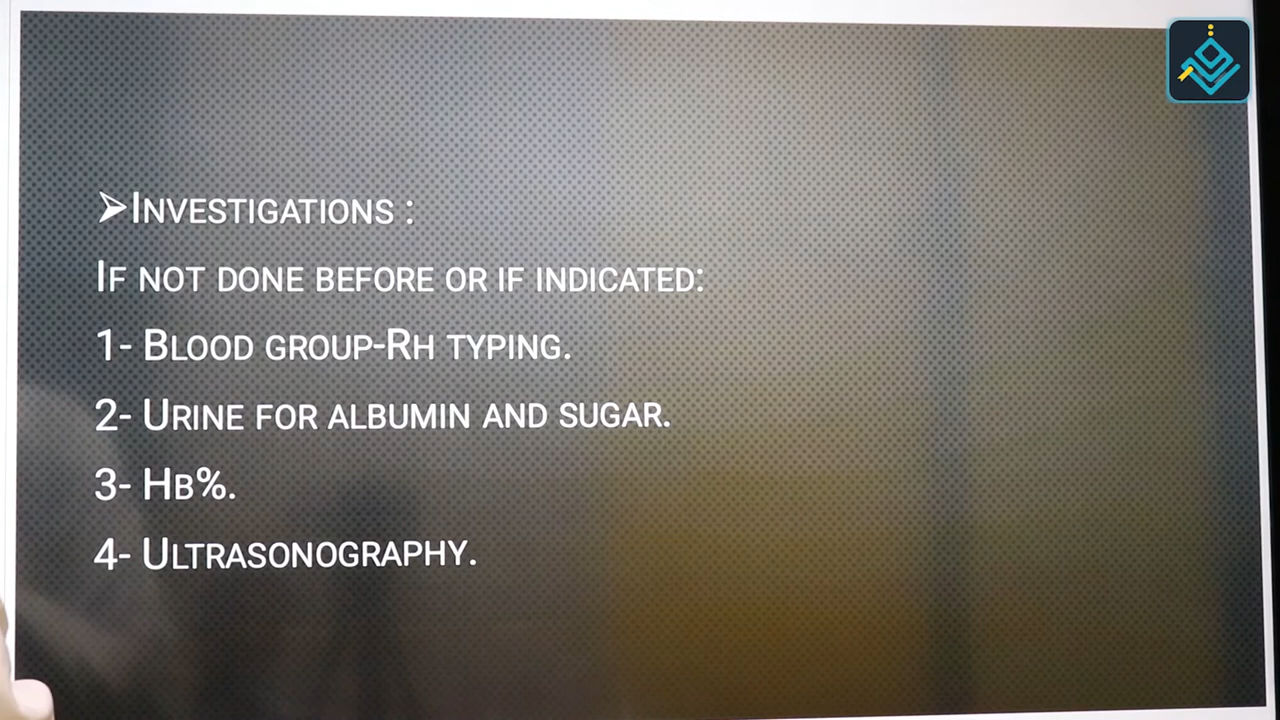 ➢Investigations :
If not done before or if indicated:
1- Blood group-Rh typing.
2- Urine for albumin and sugar.
3- Hb%.
4- Ultrasonography.